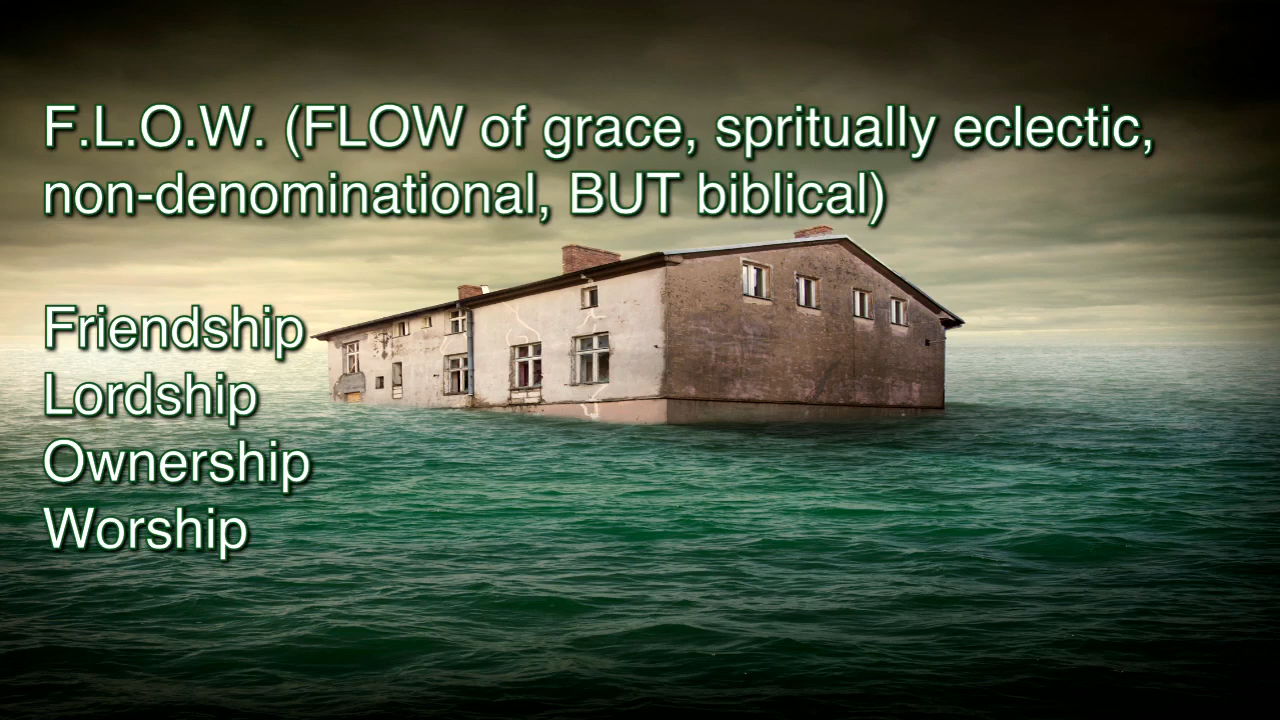 F.L.O.W. (FLOW of grace, spritually eclectic,
non-denominational, BUT biblical)
Friendship
Lordship
Ownership
Worship